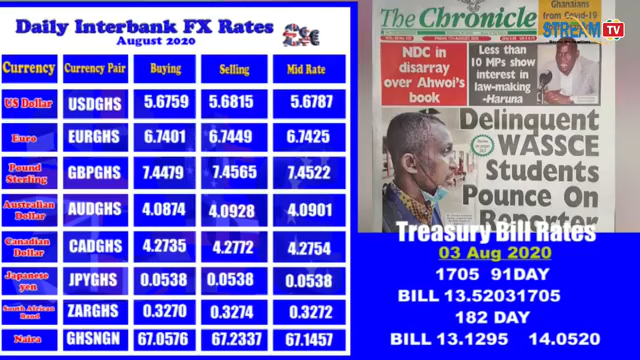 Daily Interbank FX Rates
August 2020
Currency Currency Pair Buying Selling Mid Rate
US Dollar USDGHS 5.6759 5.6815 5.6787
Euro EURGHS 6.7401 6.7449 6.7425
Pound
Sterling GBPGHS 7.4479 7.4565 7.4522
Australian
Dollar AUDGHS 4.0874 4.0928 4.0901
Canadian
Dollar CADGHS 4.2735 4.2772 4.2754
Japanese
yen JPYGHS 0.0538 0.0538 0.0538
South African
Rand ZARGHS 0.3270 0.3274 0.3272
Naira GHSNGN 67.0576 67.2337 67.1457
The Chronicle
Ghanaians
from Covid-19
STREAM TV
NDC in
disarray
over Ahwoi's
book
Less than
10 MPs show
interest in
law-making
-Haruna
Delinquent
WASSCE
Students
Pounce On
Reporter
Treasury Bill Rates
03 Aug 2020
1705 91DAY
BILL 13.52031705
182 DAY
BILL 13.1295 14.0520